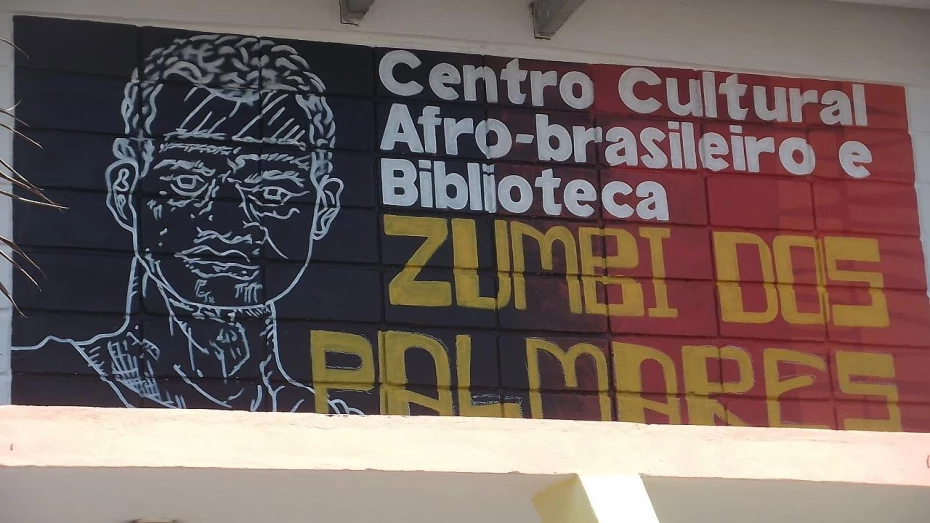 Centro Cultural
Afro-brasileiro e
Biblioteca
ZUMBI DOS
PALMARES